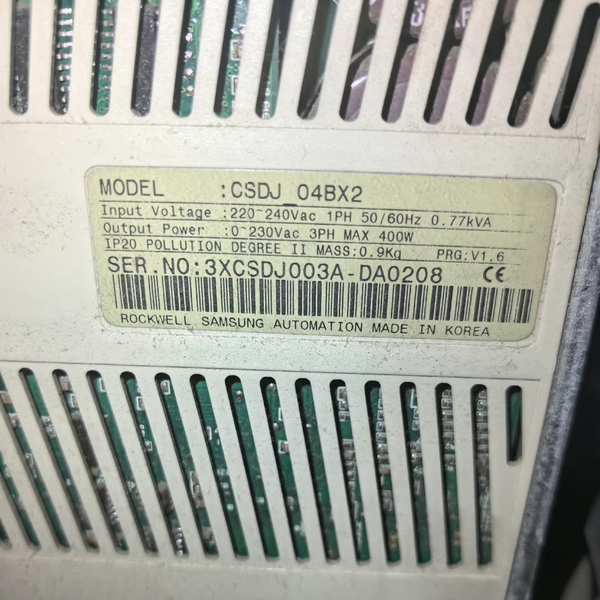 MODEL :CSDJ_04BX2
Input Voltage :220~240Vac 1PH 50/60Hz 0.77kVA
Output Power :0~230Vac 3PH MAX 400W
IP20 POLLUTION DEGREE II MASS:0.9Kg PRG:V1.6
SER.NO:3XCSDJ003A-DA0208 CE
ROCKWELL SAMSUNG AUTOMATION MADE IN KOREA